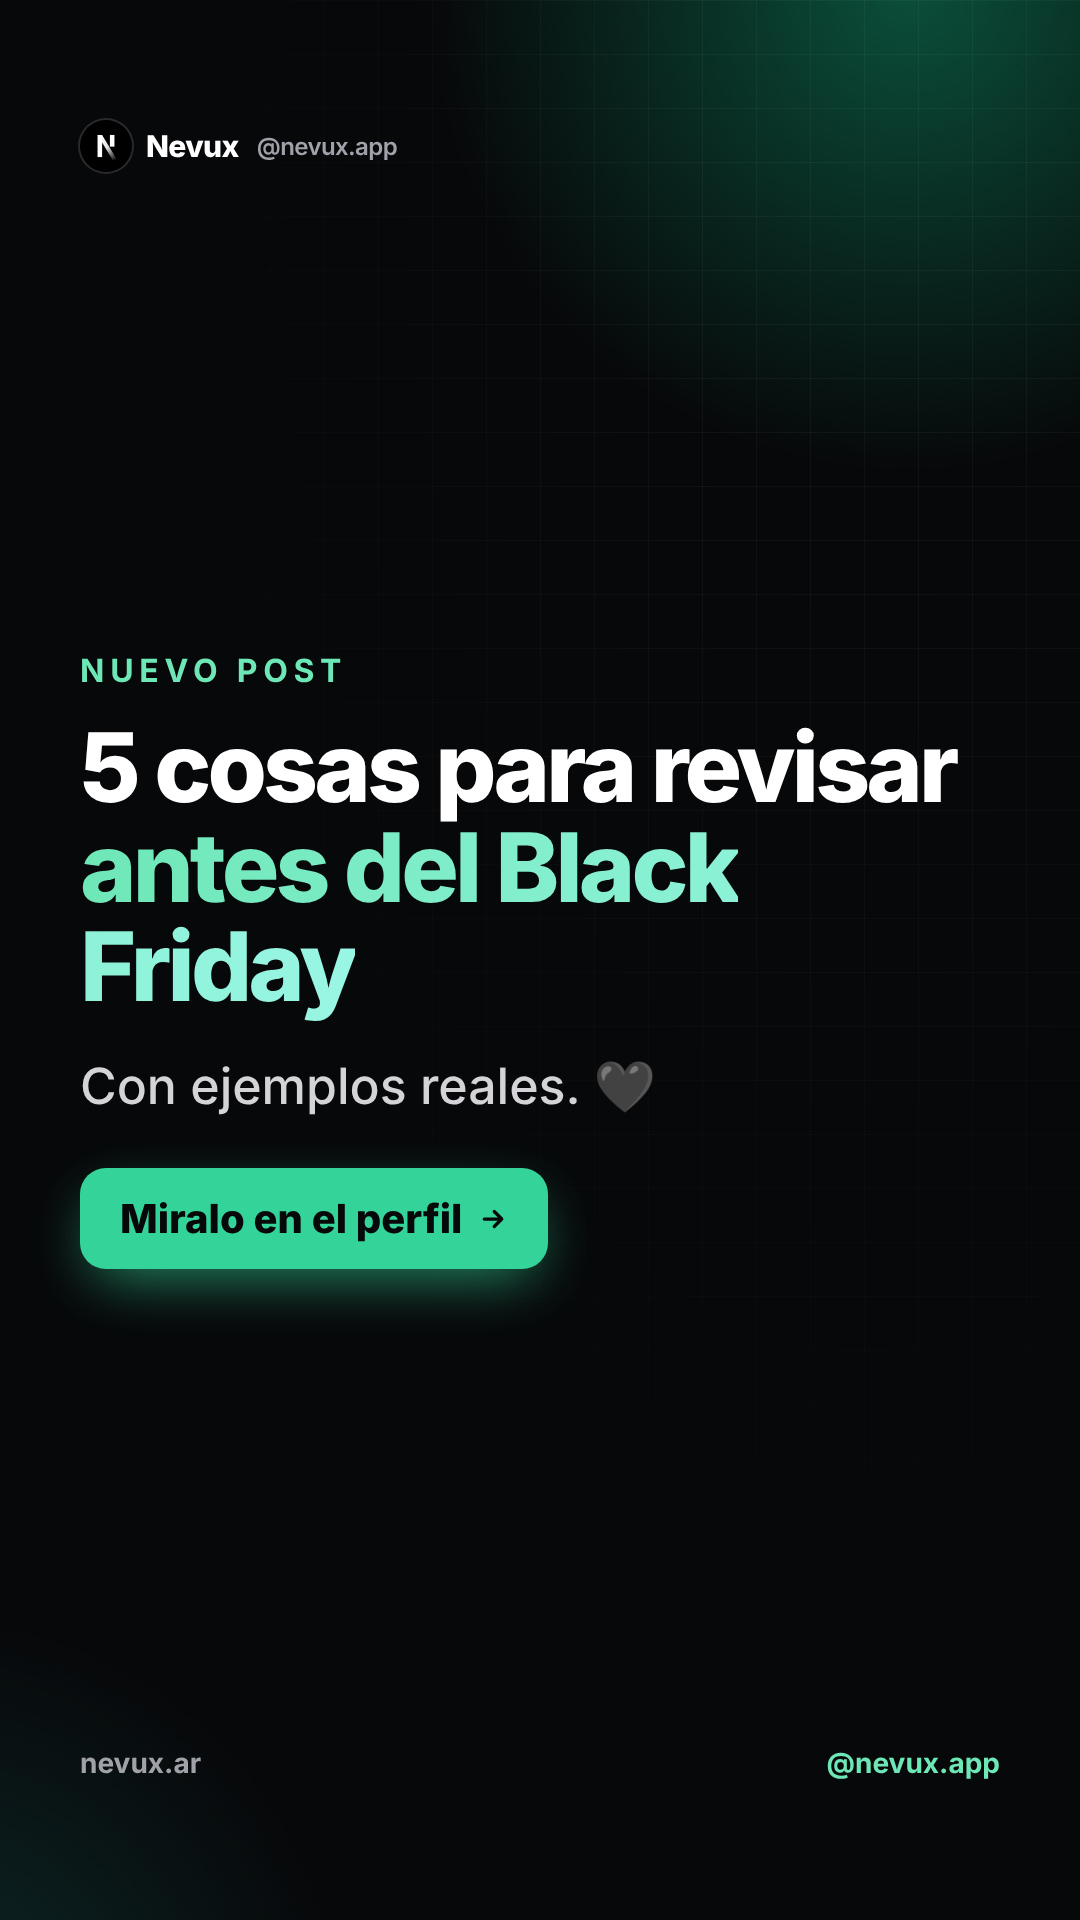 N Nevux @nevux.app
NUEVO POST
5 cosas para revisar
antes del Black
Friday
Con ejemplos reales. 🖤
Miralo en el perfil →
nevux.ar
@nevux.app